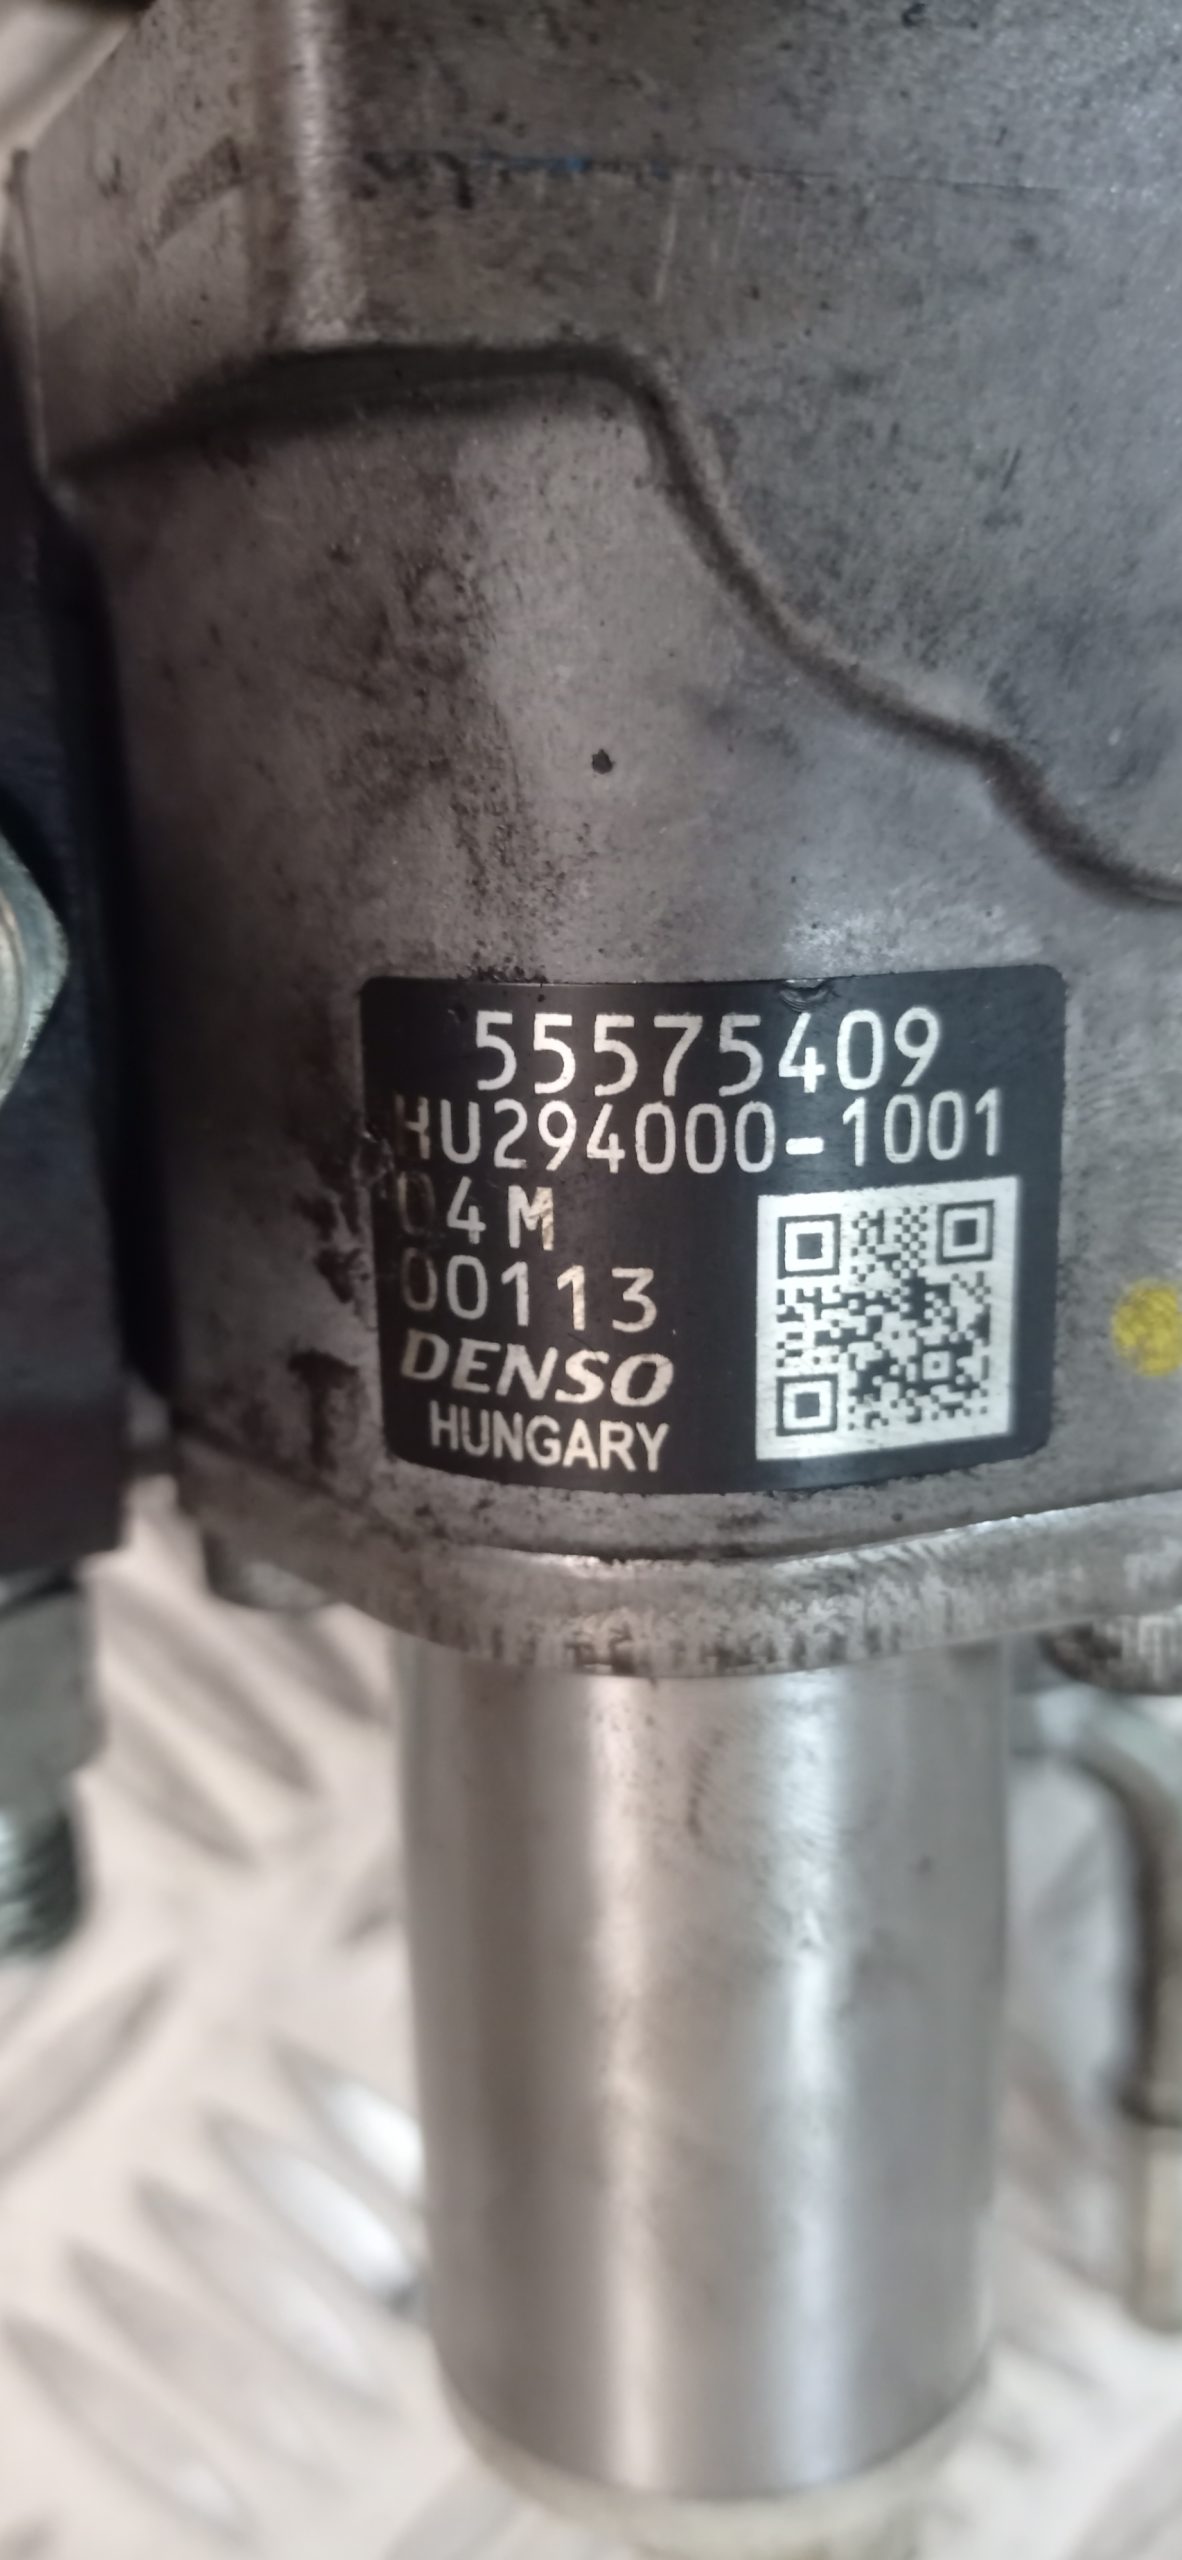 55575409
HU294000-1001
04M
00113
DENSO
HUNGARY